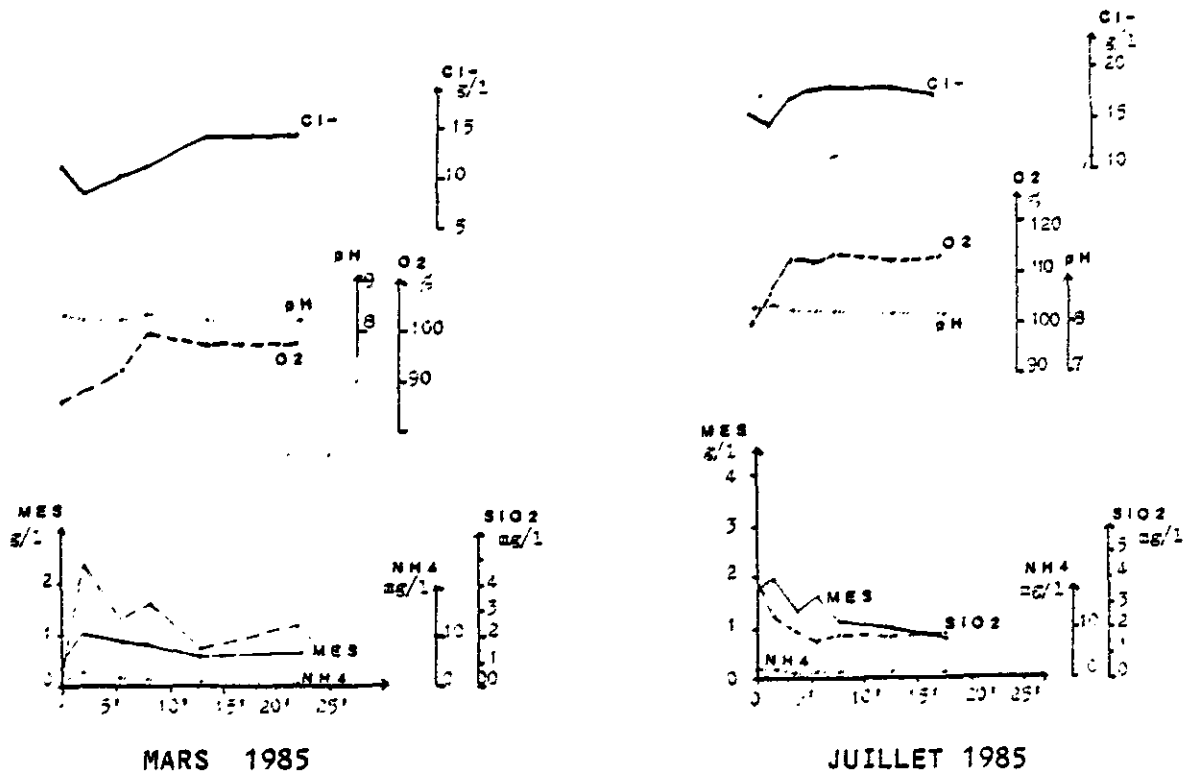 Cl-
g/l
15
10
5
Cl-
pH
9
8
O2
%
100
90
pH
O2
MES
g/l
2
1
0
MES
NH4
NH4
mg/l
10
0
SIO2
mg/l
4
3
2
1
0
5' 10' 15' 20' 25'
MARS 1985
Cl-
g/l
20
15
10
Cl-
O2
%
120
110
100
90
pH
8
7
O2
pH
MES
g/l
4
3
2
1
0
MES
SIO2
NH4
NH4
mg/l
10
0
SIO2
mg/l
5
4
3
2
1
0
0 5' 10' 15' 20' 25'
JUILLET 1985